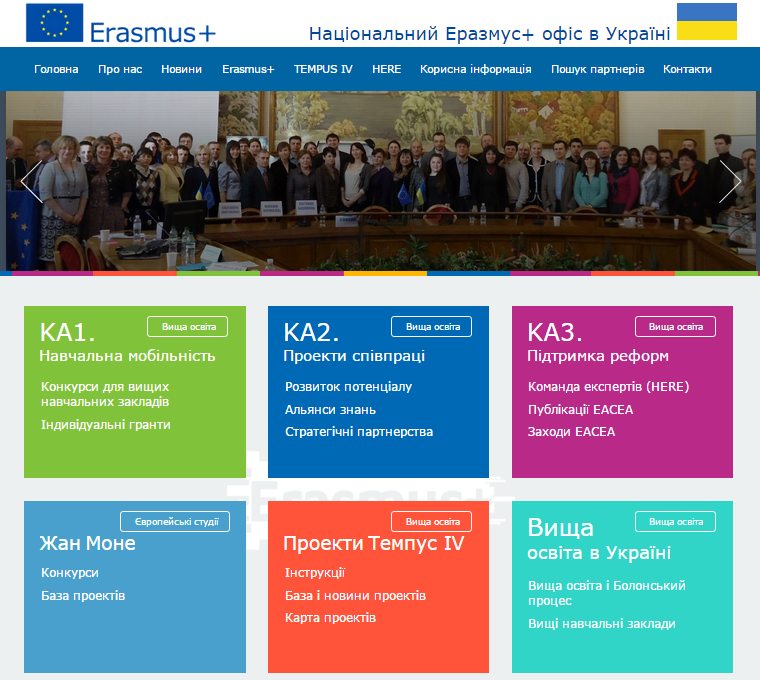 Erasmus+
Національний Еразмус+ офіс в Україні
Головна Про нас Новини Erasmus+ TEMPUS IV HERE Корисна інформація Пошук партнерів Контакти
КА1.
Вища освіта
Навчальна мобільність
Конкурси для вищих
навчальних закладів
Індивідуальні гранти
КА2.
Вища освіта
Проекти співпраці
Розвиток потенціалу
Альянси знань
Стратегічні партнерства
КА3.
Вища освіта
Підтримка реформ
Команда експертів (HERE)
Публікації EACEA
Заходи EACEA
Erasmus+
Європейські студії
Жан Моне
Конкурси
База проектів
Вища освіта
Проекти Темпус IV
Інструкції
База і новини проектів
Карта проектів
Вища освіта
Вища
освіта в Україні
Вища освіта і Болонський
процес
Вищі навчальні заклади